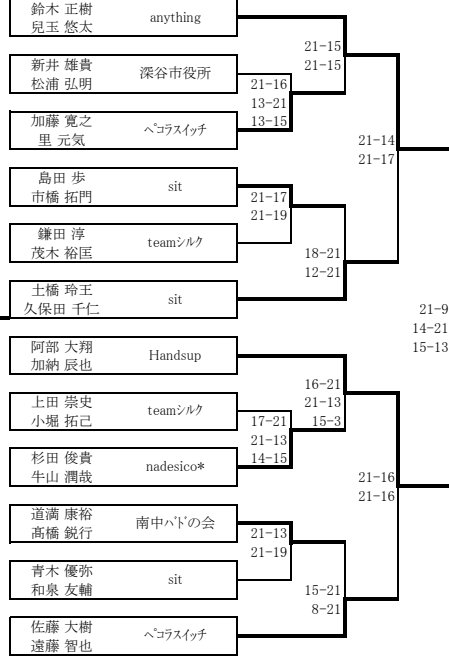 鈴木 正樹
兒玉 悠太
anything
21-15
21-15
新井 雄貴
松浦 弘明
深谷市役所
21-16
13-21
13-15
加藤 寛之
里 元気
ペコラスイッチ
21-14
21-17
島田 歩
市橋 拓門
sit
21-17
21-19
鎌田 淳
茂木 裕匡
teamシルク
18-21
12-21
土橋 玲王
久保田 千仁
sit
21-9
14-21
15-13
阿部 大翔
加納 辰也
Handsup
16-21
21-13
15-3
上田 崇史
小堀 拓己
teamシルク
17-21
21-13
14-15
杉田 俊貴
牛山 潤哉
nadesico*
21-16
21-16
道満 康裕
髙橋 鋭行
南中バドの会
21-13
21-19
青木 優弥
和泉 友輔
sit
15-21
8-21
佐藤 大樹
遠藤 智也
ペコラスイッチ